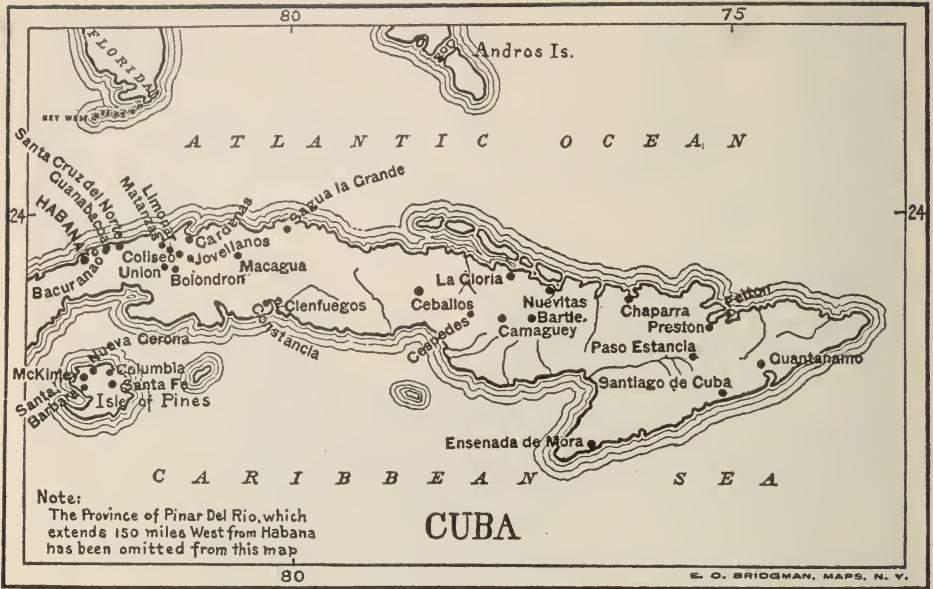 80
75
FLORIDA
Andros Is.
KEY WEST
ATLANTIC OCEAN
24
24
Santa Cruz del Norte
Guanabacoa
HABANA
Bacuranao
Limonar
Matanzas
Cardenas
Sagua la Grande
Coliseo
Jovellanos
Union
Bolondron
Macagua
Cienfuegos
Constancia
La Gloria
Ceballos
Nuevitas
Bartle
Cespedes
Camaguey
Chaparra
Felton
Preston
Paso Estancia
Guantanamo
Santiago de Cuba
Ensenada de Mora
Nueva Gerona
McKinley
Columbia
Santa Fe
Santa Barbara
Isle of Pines
CARIBBEAN SEA
Note:
The Province of Pinar Del Rio, which
extends 150 miles West from Habana
has been omitted from this map
CUBA
80
E. C. BRIDGMAN, MAPS, N. Y.